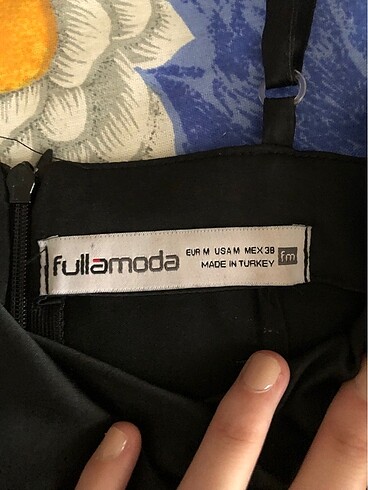 fullamoda
EUR M USA M MEX 38
MADE IN TURKEY
fm